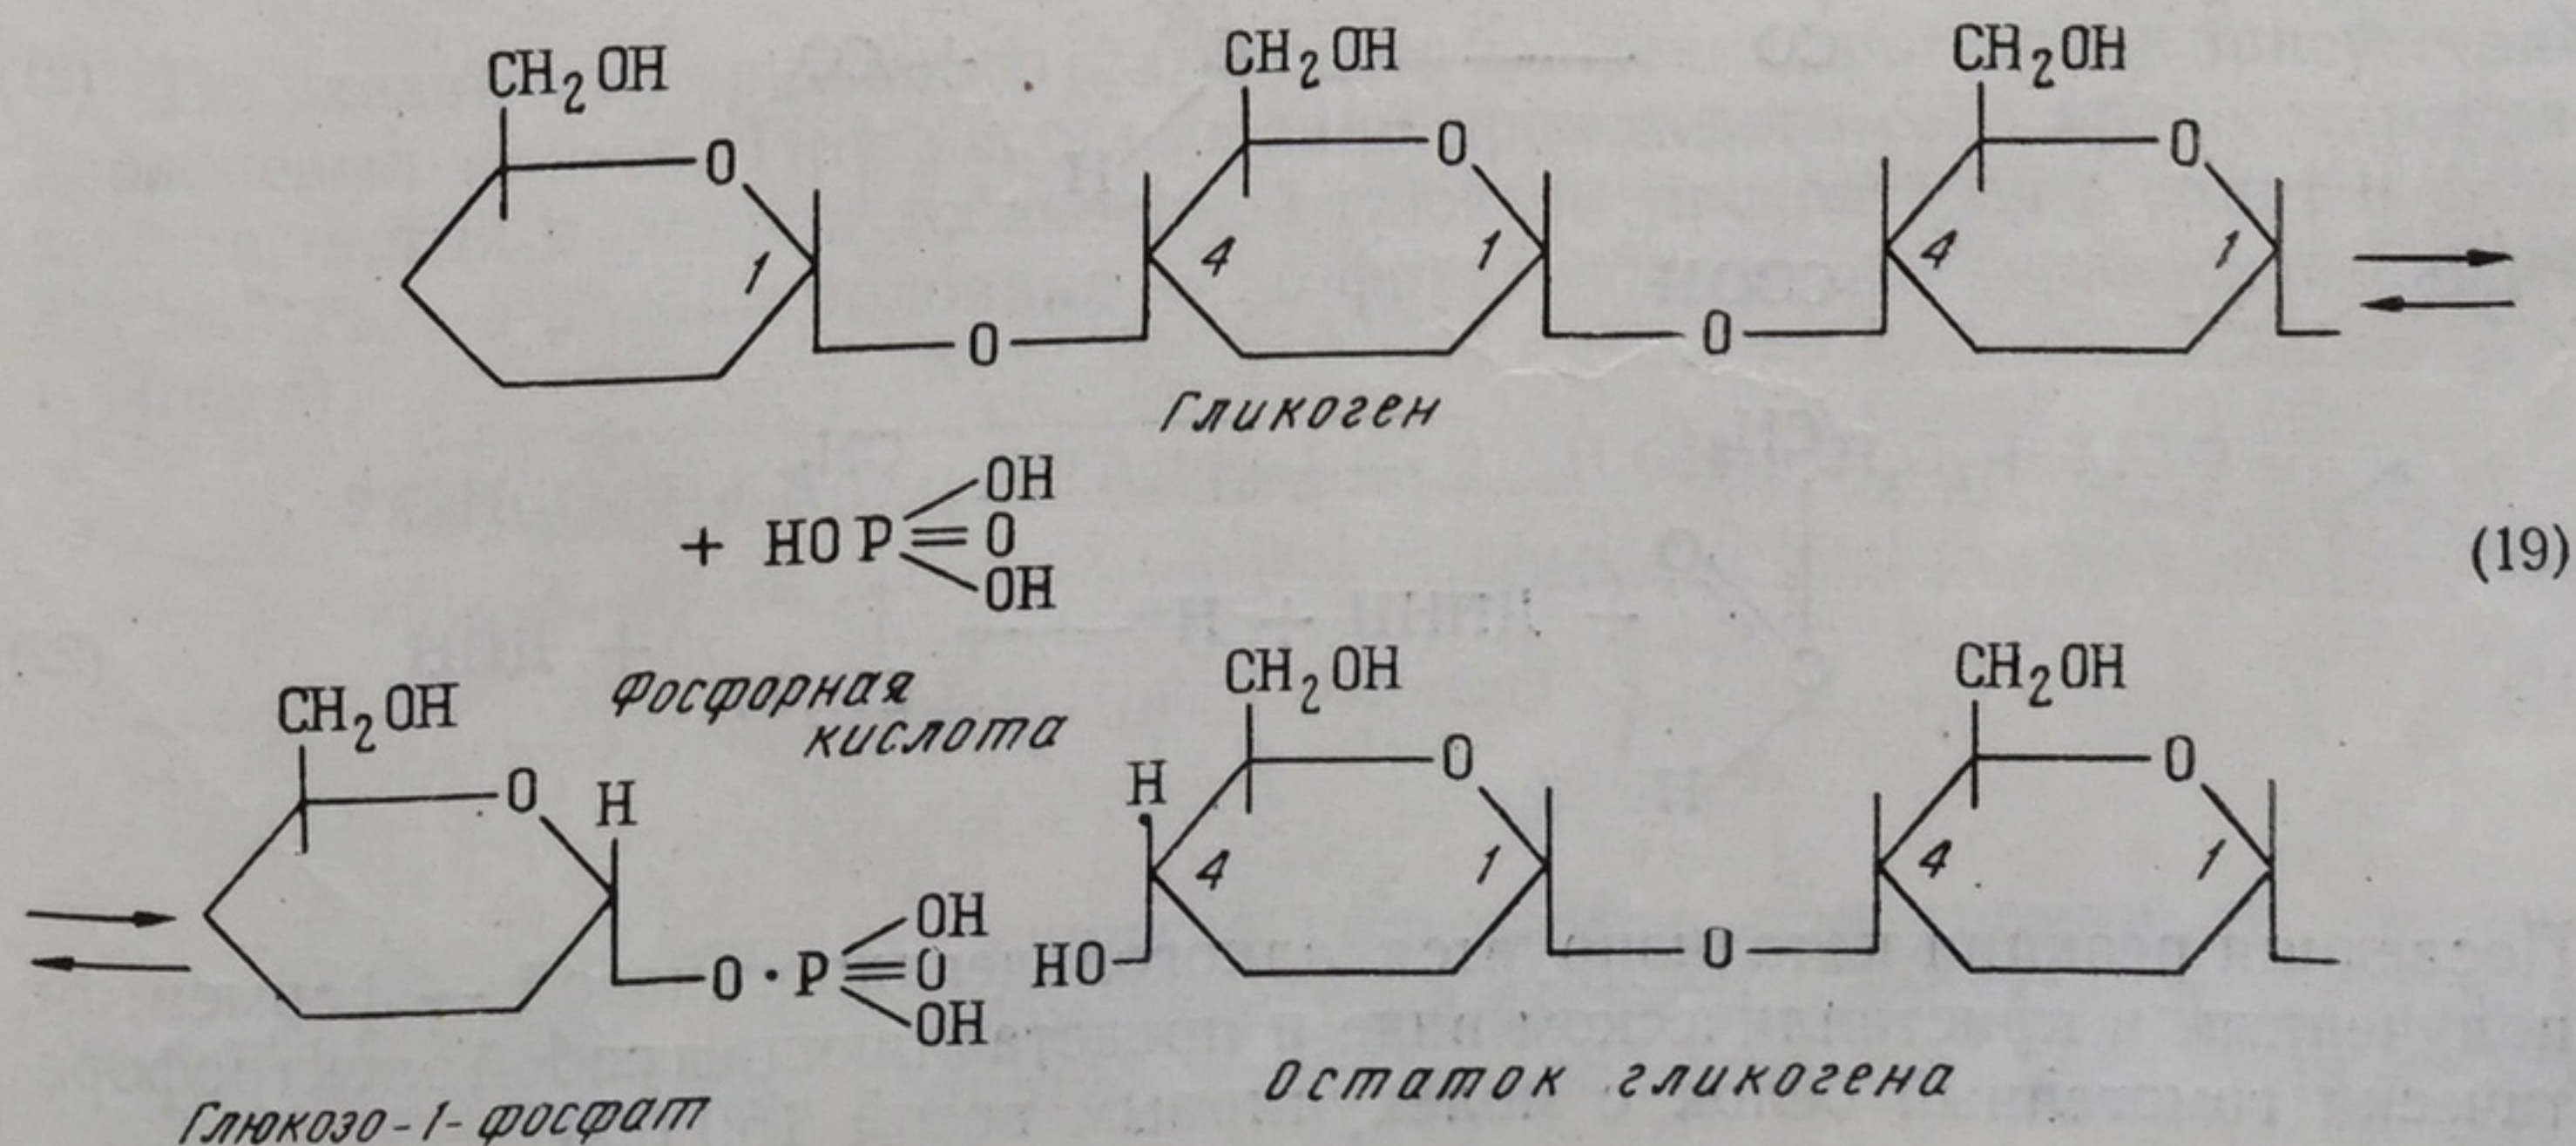 CH2OH CH2OH CH2OH
O O O
1 4 1 4 1
O O
Гликоген
OH
+ HO P O
OH
(19)
Фосфорная
кислота
CH2OH CH2OH CH2OH
O H H O O
4 1 4 1
O · P O OH OH
HO O
Остаток гликогена
Глюкозо-1-фосфат